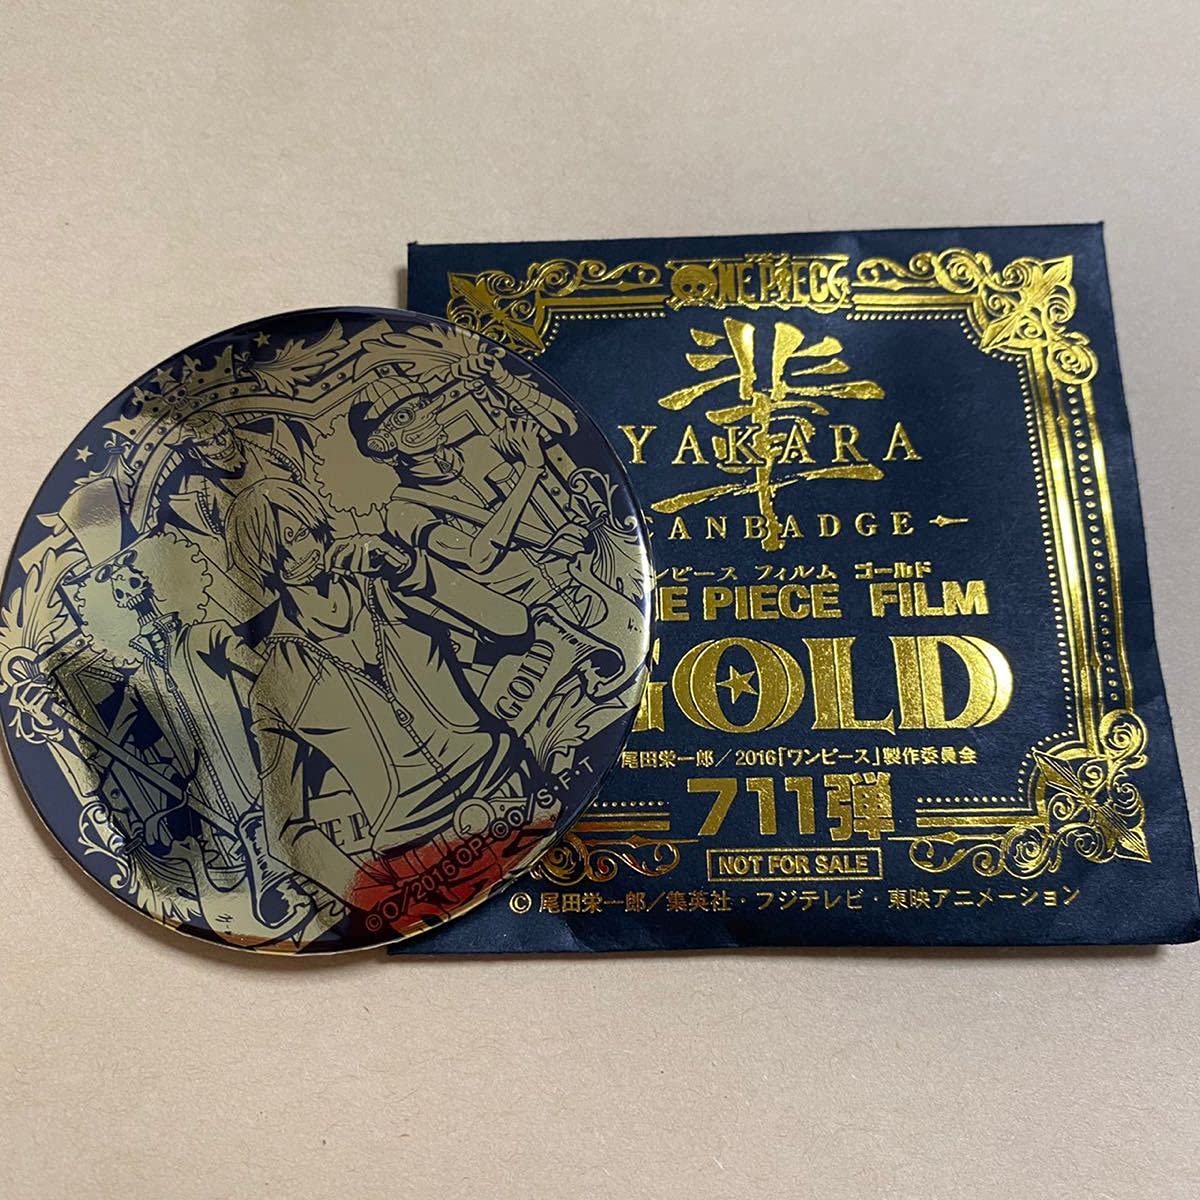 ONE PIECE
輩
YAKARA
CANBADGE
ンピース フィルム ゴールド
E PIECE FILM
GOLD
尾田栄一郎/2016「ワンピース」製作委員会
711弾
NOT FOR SALE
©尾田栄一郎/集英社・フジテレビ・東映アニメーション
GOLD
EP
©O/2016OP-©O/S・F・T